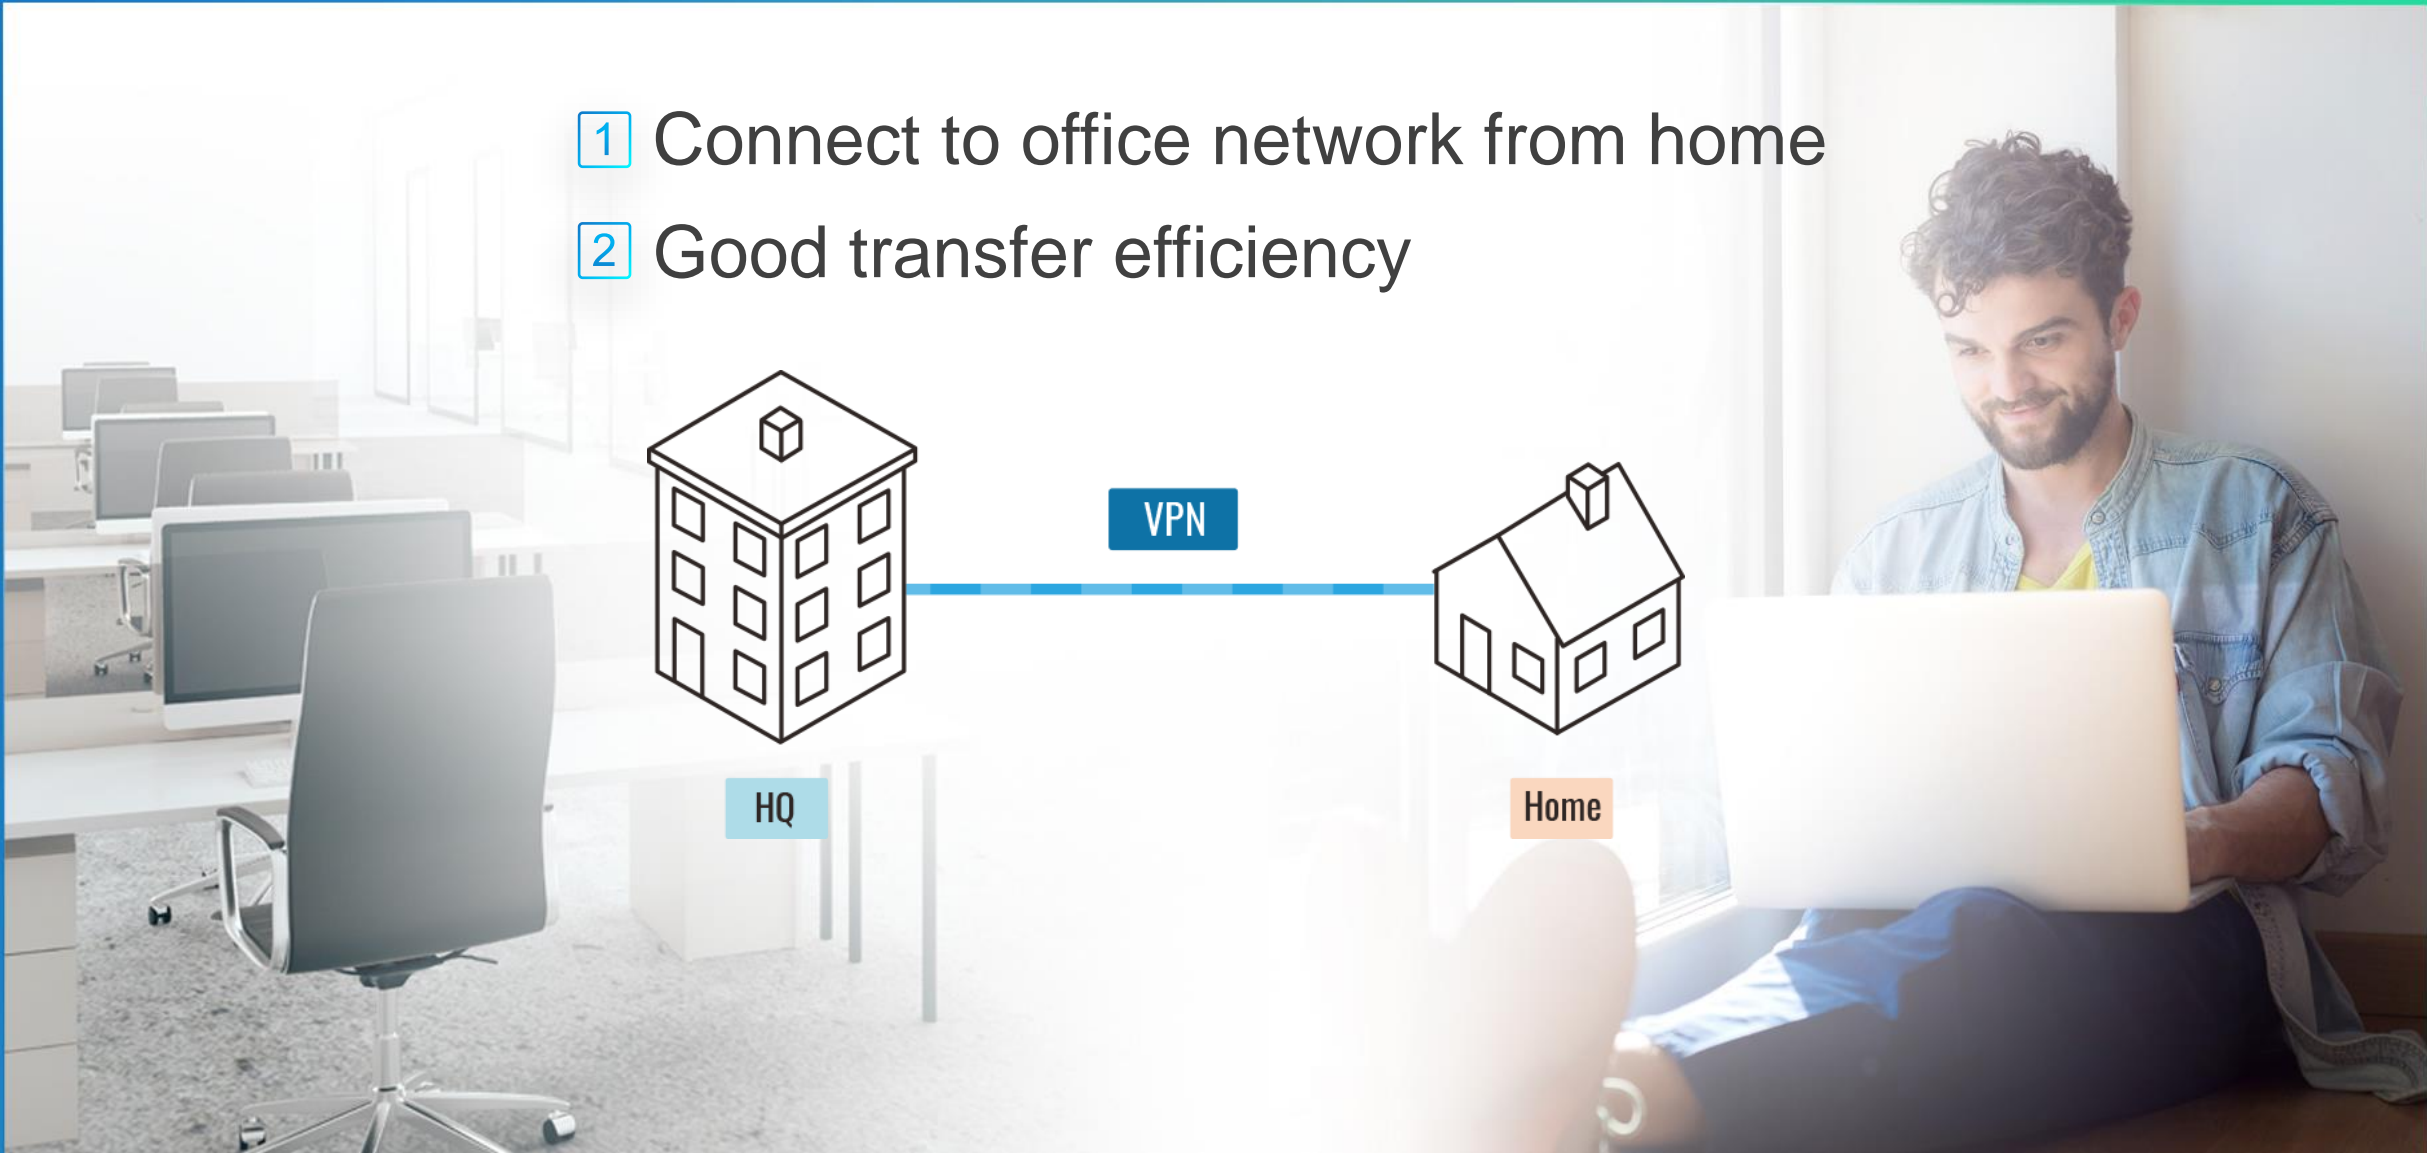 1 Connect to office network from home
2 Good transfer efficiency
VPN
HQ
Home